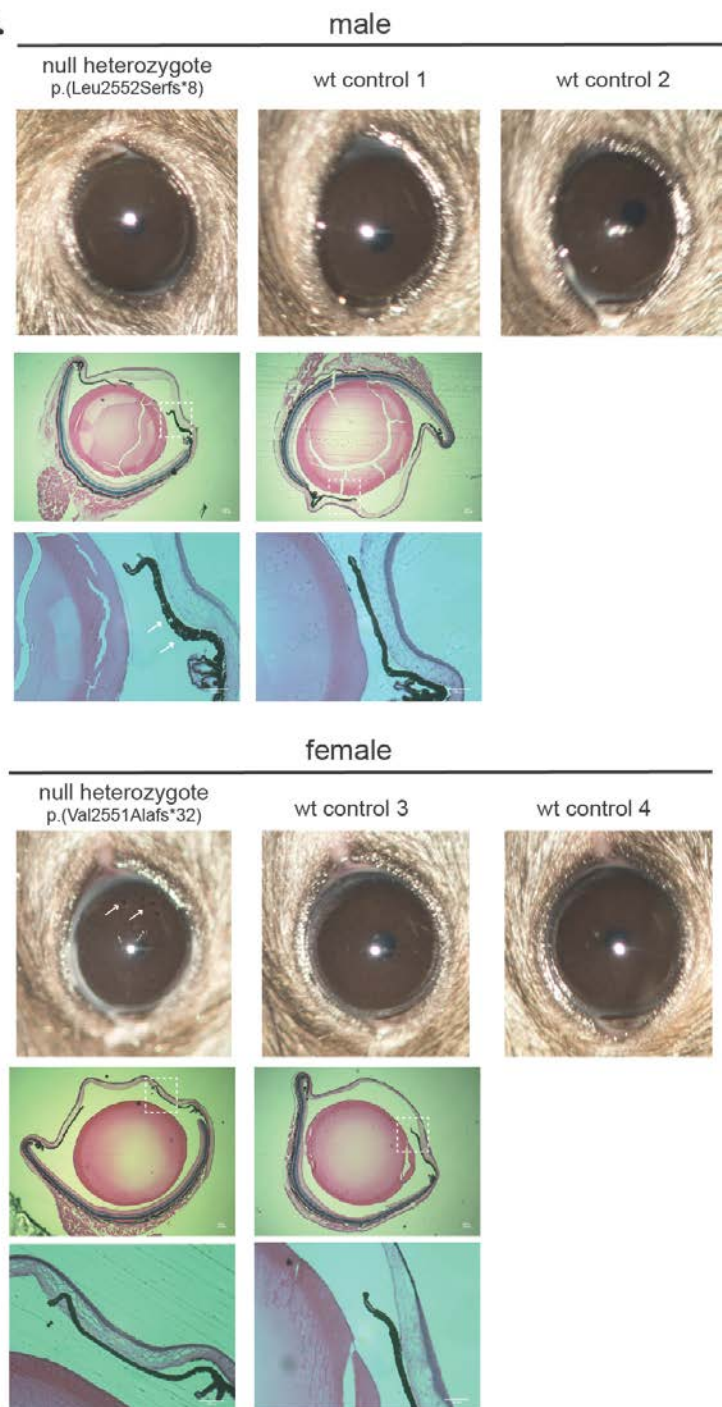 male
null heterozygote
p.(Leu2552Serfs*8)
wt control 1
wt control 2
female
null heterozygote
p.(Val2551Alafs*32)
wt control 3
wt control 4